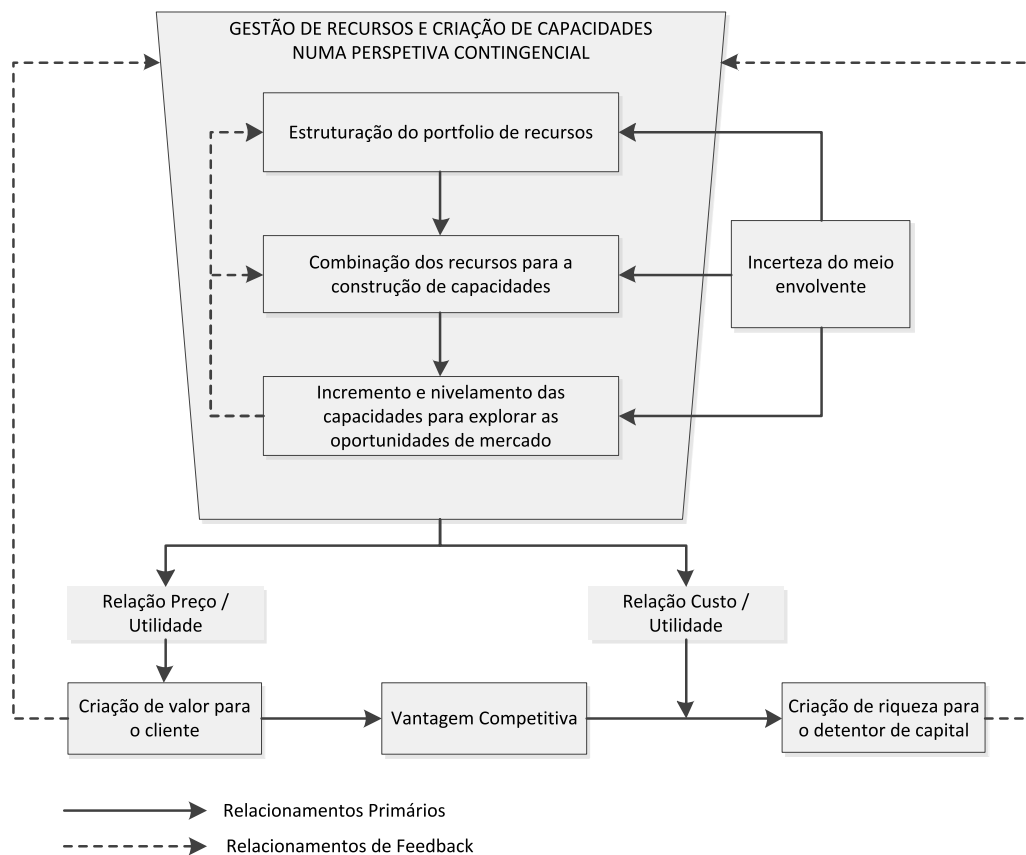 GESTÃO DE RECURSOS E CRIAÇÃO DE CAPACIDADES
NUMA PERSPETIVA CONTINGENCIAL
Estruturação do portfolio de recursos
Combinação dos recursos para a
construção de capacidades
Incerteza do meio
envolvente
Incremento e nivelamento das
capacidades para explorar as
oportunidades de mercado
Relação Preço /
Utilidade
Relação Custo /
Utilidade
Criação de valor para
o cliente
Vantagem Competitiva
Criação de riqueza para
o detentor de capital
Relacionamentos Primários
Relacionamentos de Feedback